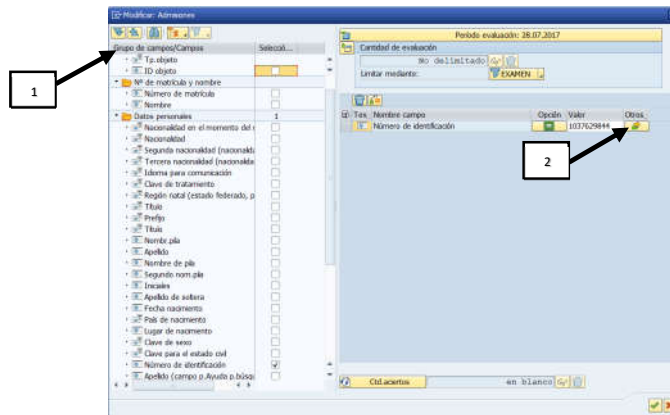 Modificar: Admisiones
Grupo de campos/Campos Selecció...
Tp.objeto
ID objeto
Nº de matrícula y nombre
Número de matrícula
Nombre
Datos personales 1
Nacionalidad en el momento del
Nacionalidad
Segunda nacionalidad (nacionalid
Tercera nacionalidad (nacionalida
Idioma para comunicación
Clave de tratamiento
Región natal (estado federado, p
Título
Prefijo
Título
Nombr.pila
Apellido
Nombre de pila
Segundo nom.pila
Iniciales
Apellido de soltera
Fecha nacimiento
País de nacimiento
Lugar de nacimiento
Clave de sexo
Clave para el estado civil
Número de identificación
Apellido (campo p.Ayuda p.búsq
Período evaluación: 28.07.2017
Cantidad de evaluación
No delimitado
Limitar mediante: EXAMEN
Nombre campo Opción Valor Otros
Número de identificación 1037629844
Ctd.aciertos en blanco
1
2